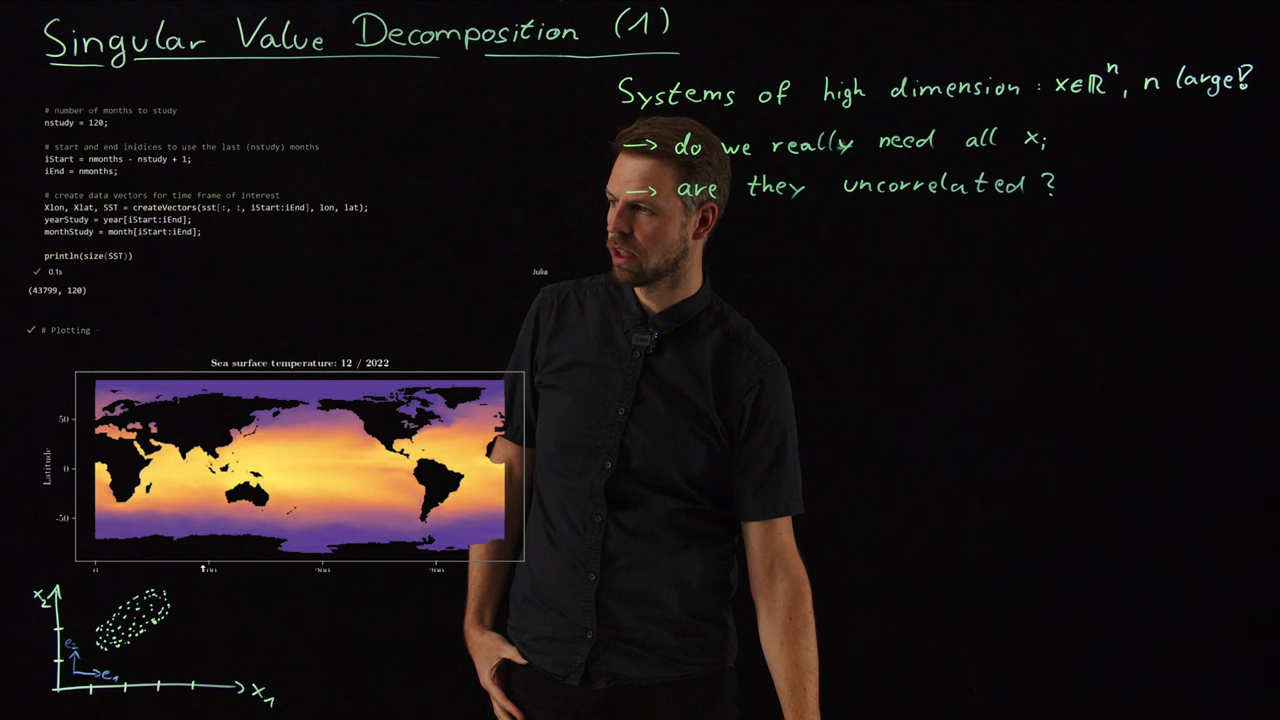 Singular Value Decomposition (1)
Systems of high dimension : x∈ℝⁿ, n large!
→ do we really need all xᵢ
→ are they uncorrelated ?
# number of months to study
nstudy = 120;
# start and end inidices to use the last (nstudy) months
iStart = nmonths - nstudy + 1;
iEnd = nmonths;
# create data vectors for time frame of interest
Xlon, Xlat, SST = createVectors(sst[:, :, iStart:iEnd], lon, lat);
yearStudy = year[iStart:iEnd];
monthStudy = month[iStart:iEnd];
println(size(SST))
✓ 0.1s
Julia
(43799, 120)
✓ # Plotting
Sea surface temperature: 12 / 2022
Latitude
50
0
-50
0
x₂
e₂
e₁
x₁